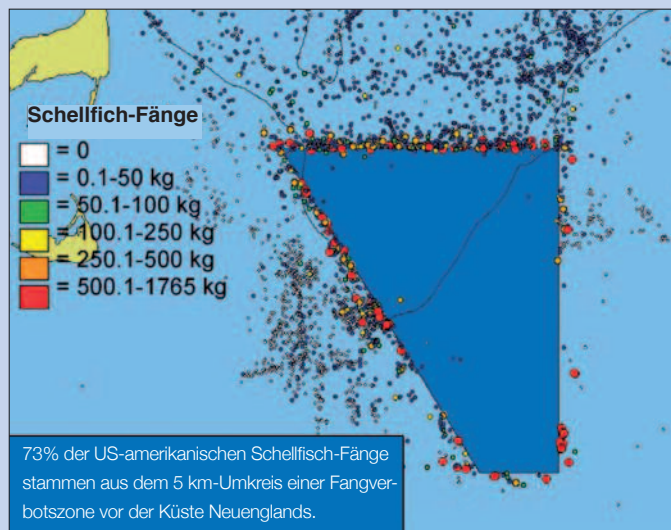 Schellfich-Fänge
= 0
= 0.1-50 kg
= 50.1-100 kg
= 100.1-250 kg
= 250.1-500 kg
= 500.1-1765 kg
73% der US-amerikanischen Schellfisch-Fänge
stammen aus dem 5 km-Umkreis einer Fangver-
botszone vor der Küste Neuenglands.